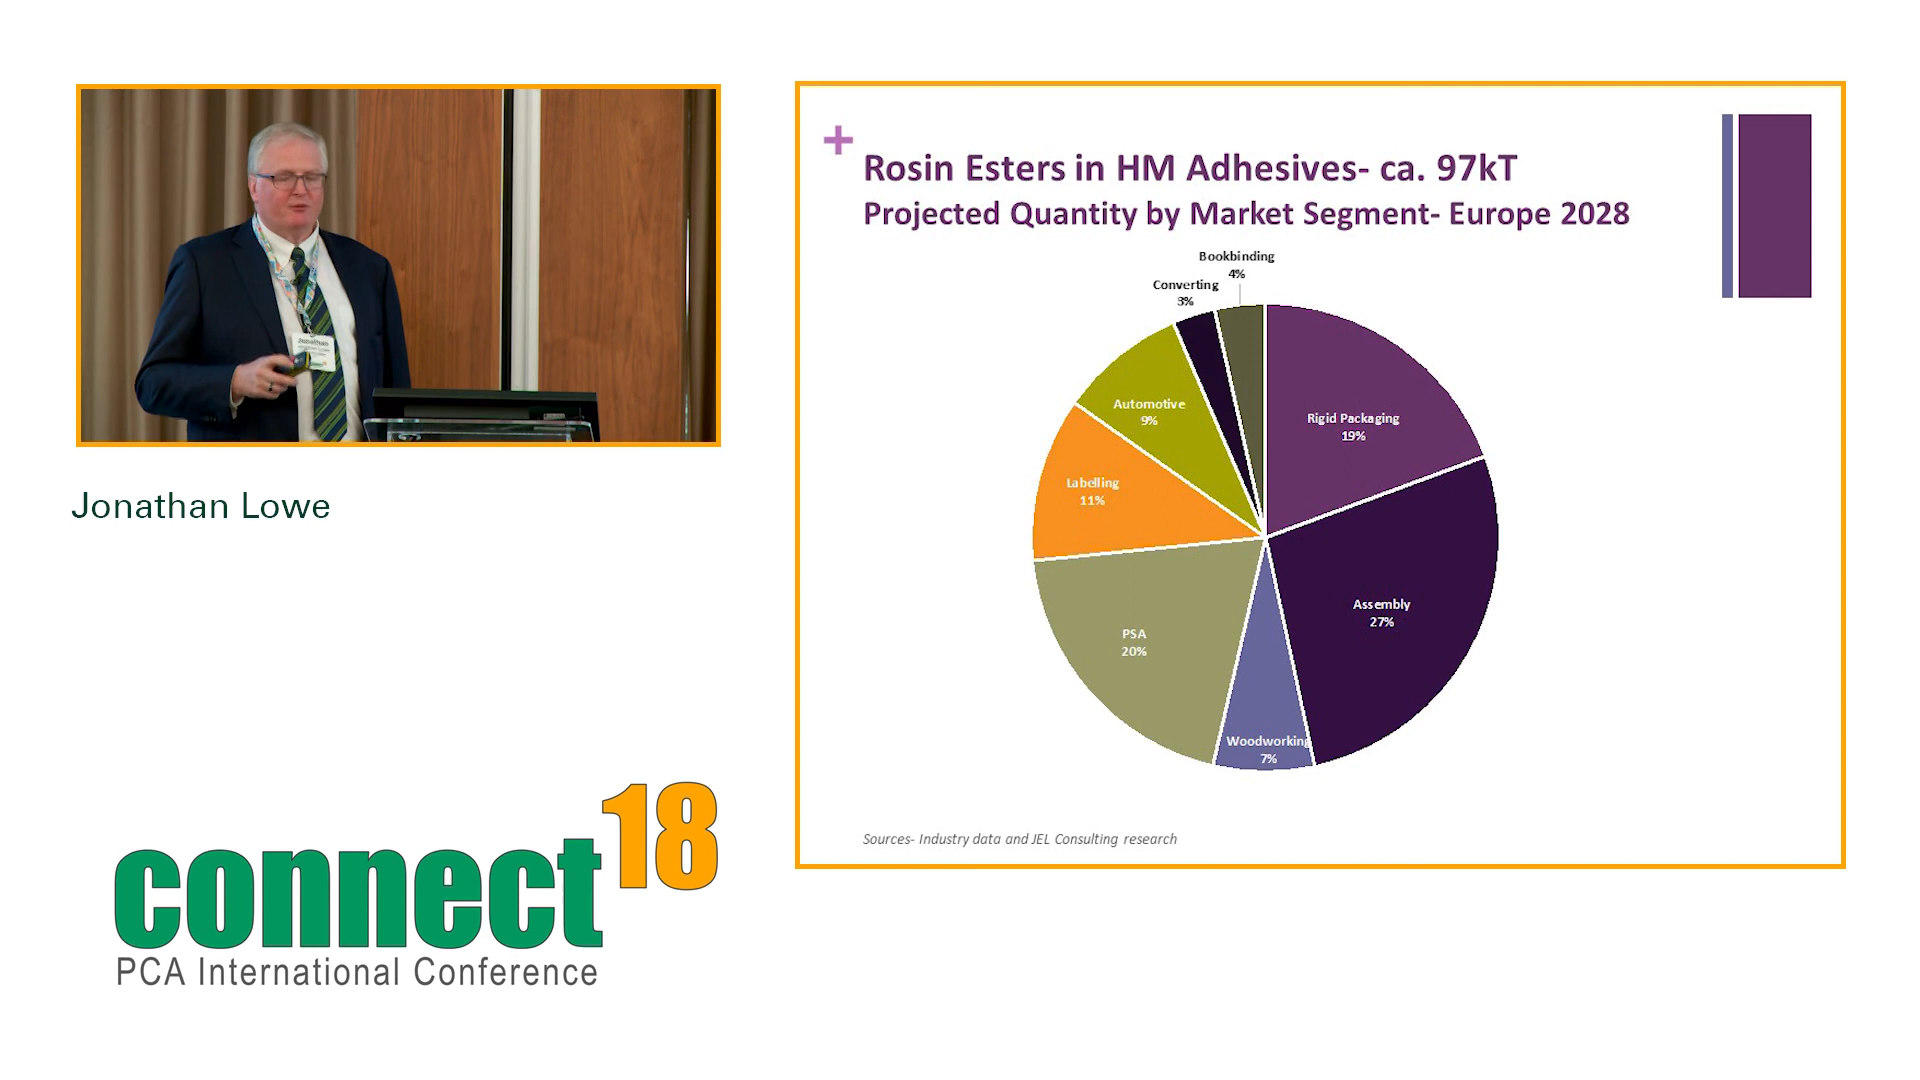 Jonathan
Jonathan Lowe
connect18
PCA International Conference
Rosin Esters in HM Adhesives- ca. 97kT
Projected Quantity by Market Segment- Europe 2028
Bookbinding
4%
Converting
3%
Automotive
9%
Rigid Packaging
19%
Labelling
11%
Assembly
27%
PSA
20%
Woodworking
7%
Sources- Industry data and JEL Consulting research